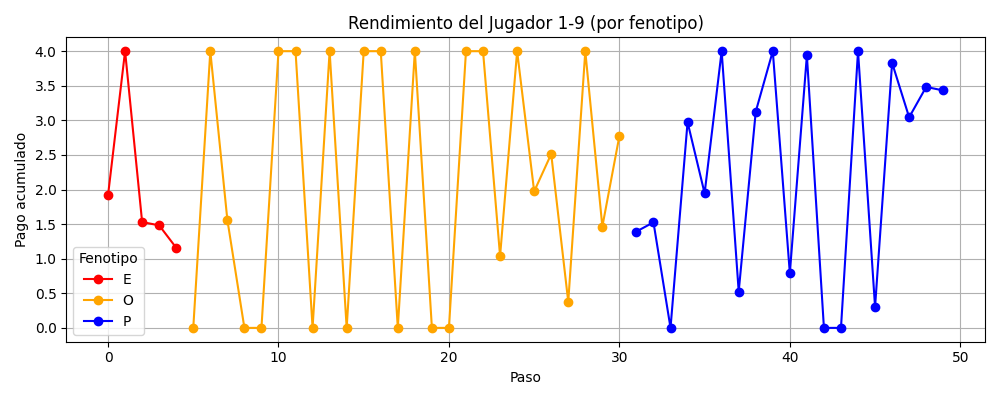 Rendimiento del Jugador 1-9 (por fenotipo)
Pago acumulado
4.0
3.5
3.0
2.5
2.0
1.5
1.0
0.5
0.0
Fenotipo
E
O
P
0 10 20 30 40 50
Paso